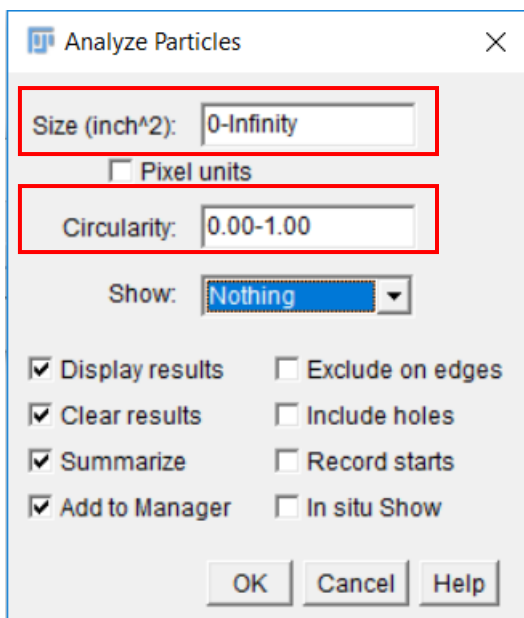 Analyze Particles
Size (inch^2): 0-Infinity
Pixel units
Circularity: 0.00-1.00
Show: Nothing
Display results Exclude on edges
Clear results Include holes
Summarize Record starts
Add to Manager In situ Show
OK Cancel Help